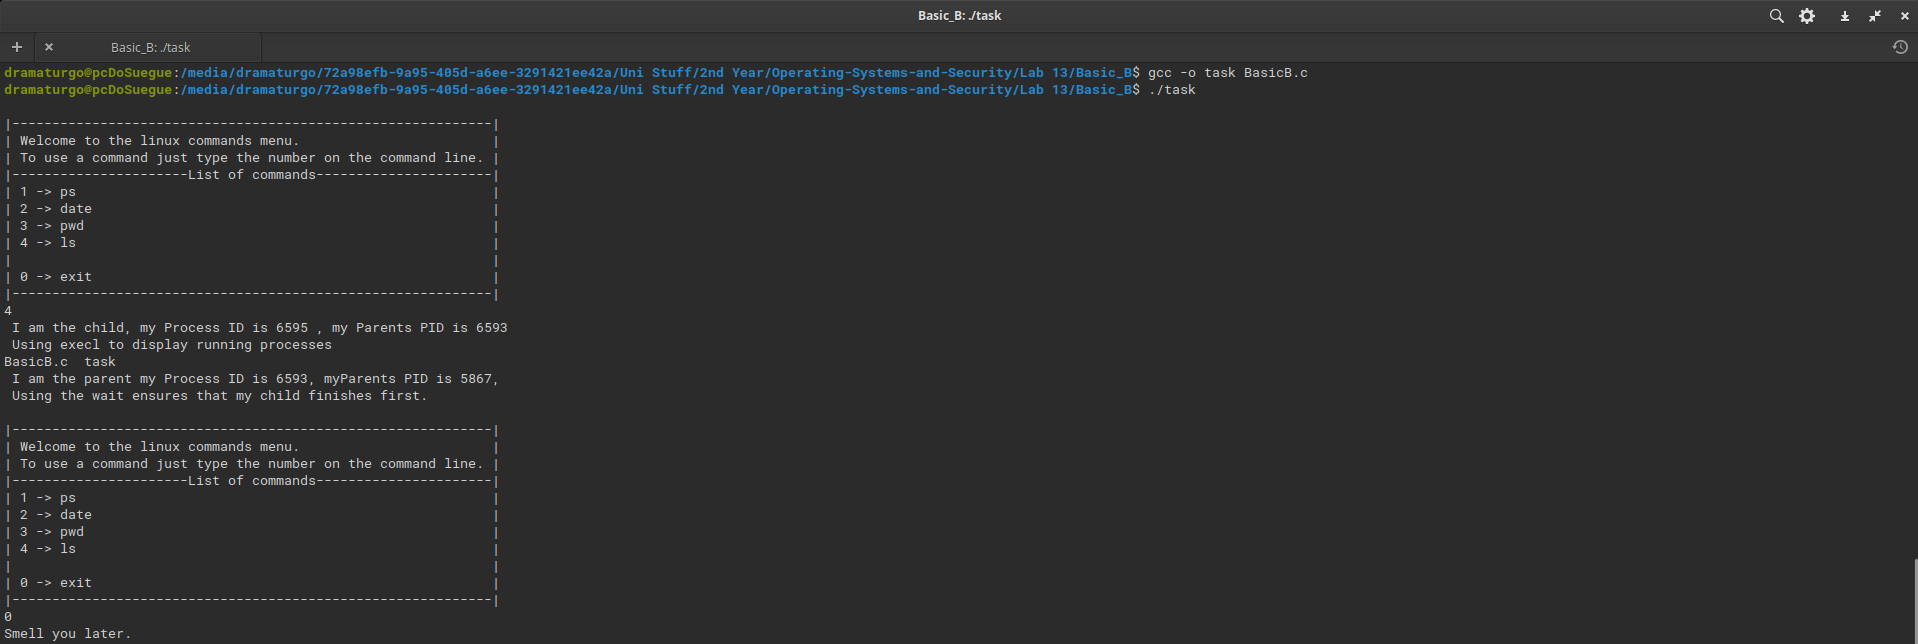 Basic_B: ./task
Basic_B: ./task
dramaturgo@pcDoSuegue:/media/dramaturgo/72a98efb-9a95-405d-a6ee-3291421ee42a/Uni Stuff/2nd Year/Operating-Systems-and-Security/Lab 13/Basic_B$ gcc -o task BasicB.c
dramaturgo@pcDoSuegue:/media/dramaturgo/72a98efb-9a95-405d-a6ee-3291421ee42a/Uni Stuff/2nd Year/Operating-Systems-and-Security/Lab 13/Basic_B$ ./task
|------------------------------------------------------------|
| Welcome to the linux commands menu.                        |
| To use a command just type the number on the command line. |
|----------------------List of commands----------------------|
| 1 -> ps                                                    |
| 2 -> date                                                  |
| 3 -> pwd                                                   |
| 4 -> ls                                                    |
|                                                            |
| 0 -> exit                                                  |
|------------------------------------------------------------|
4
 I am the child, my Process ID is 6595 , my Parents PID is 6593
 Using execl to display running processes
BasicB.c  task
 I am the parent my Process ID is 6593, myParents PID is 5867,
 Using the wait ensures that my child finishes first.
|------------------------------------------------------------|
| Welcome to the linux commands menu.                        |
| To use a command just type the number on the command line. |
|----------------------List of commands----------------------|
| 1 -> ps                                                    |
| 2 -> date                                                  |
| 3 -> pwd                                                   |
| 4 -> ls                                                    |
|                                                            |
| 0 -> exit                                                  |
|------------------------------------------------------------|
0
Smell you later.